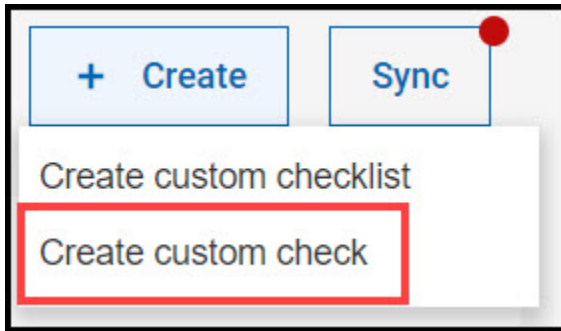 + Create
Sync
Create custom checklist
Create custom check